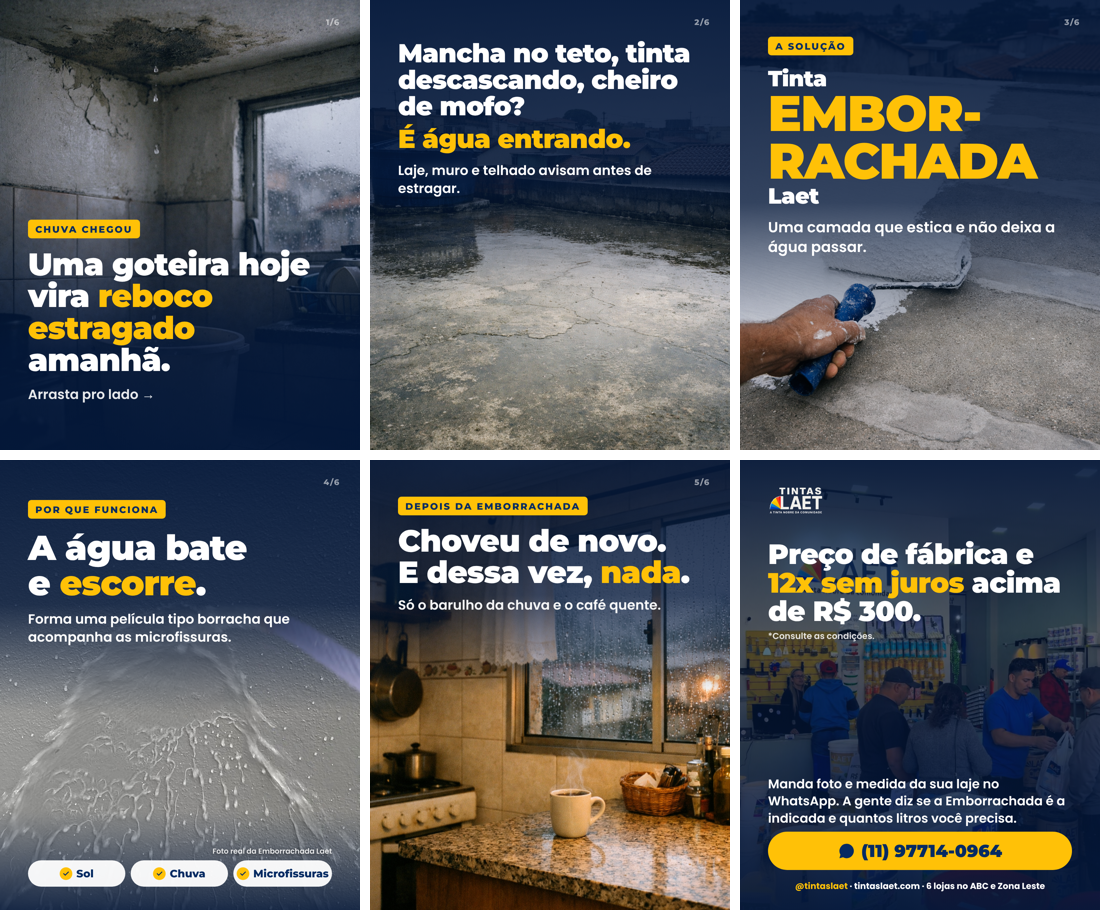 1/6
CHUVA CHEGOU
Uma goteira hoje
vira reboco
estragado
amanhã.
Arrasta pro lado →
2/6
Mancha no teto, tinta
descascando, cheiro
de mofo?
É água entrando.
Laje, muro e telhado avisam antes de
estragar.
3/6
A SOLUÇÃO
Tinta
EMBOR-
RACHADA
Laet
Uma camada que estica e não deixa a
água passar.
4/6
POR QUE FUNCIONA
A água bate
e escorre.
Forma uma película tipo borracha que
acompanha as microfissuras.
Foto real da Emborrachada Laet
Sol
Chuva
Microfissuras
5/6
DEPOIS DA EMBORRACHADA
Choveu de novo.
E dessa vez, nada.
Só o barulho da chuva e o café quente.
TINTAS
LAET
A TINTA NOBRE DA COMUNIDADE
Preço de fábrica e
12x sem juros acima
de R$ 300.
*Consulte as condições.
Manda foto e medida da sua laje no
WhatsApp. A gente diz se a Emborrachada é a
indicada e quantos litros você precisa.
(11) 97714-0964
@tintaslaet · tintaslaet.com · 6 lojas no ABC e Zona Leste